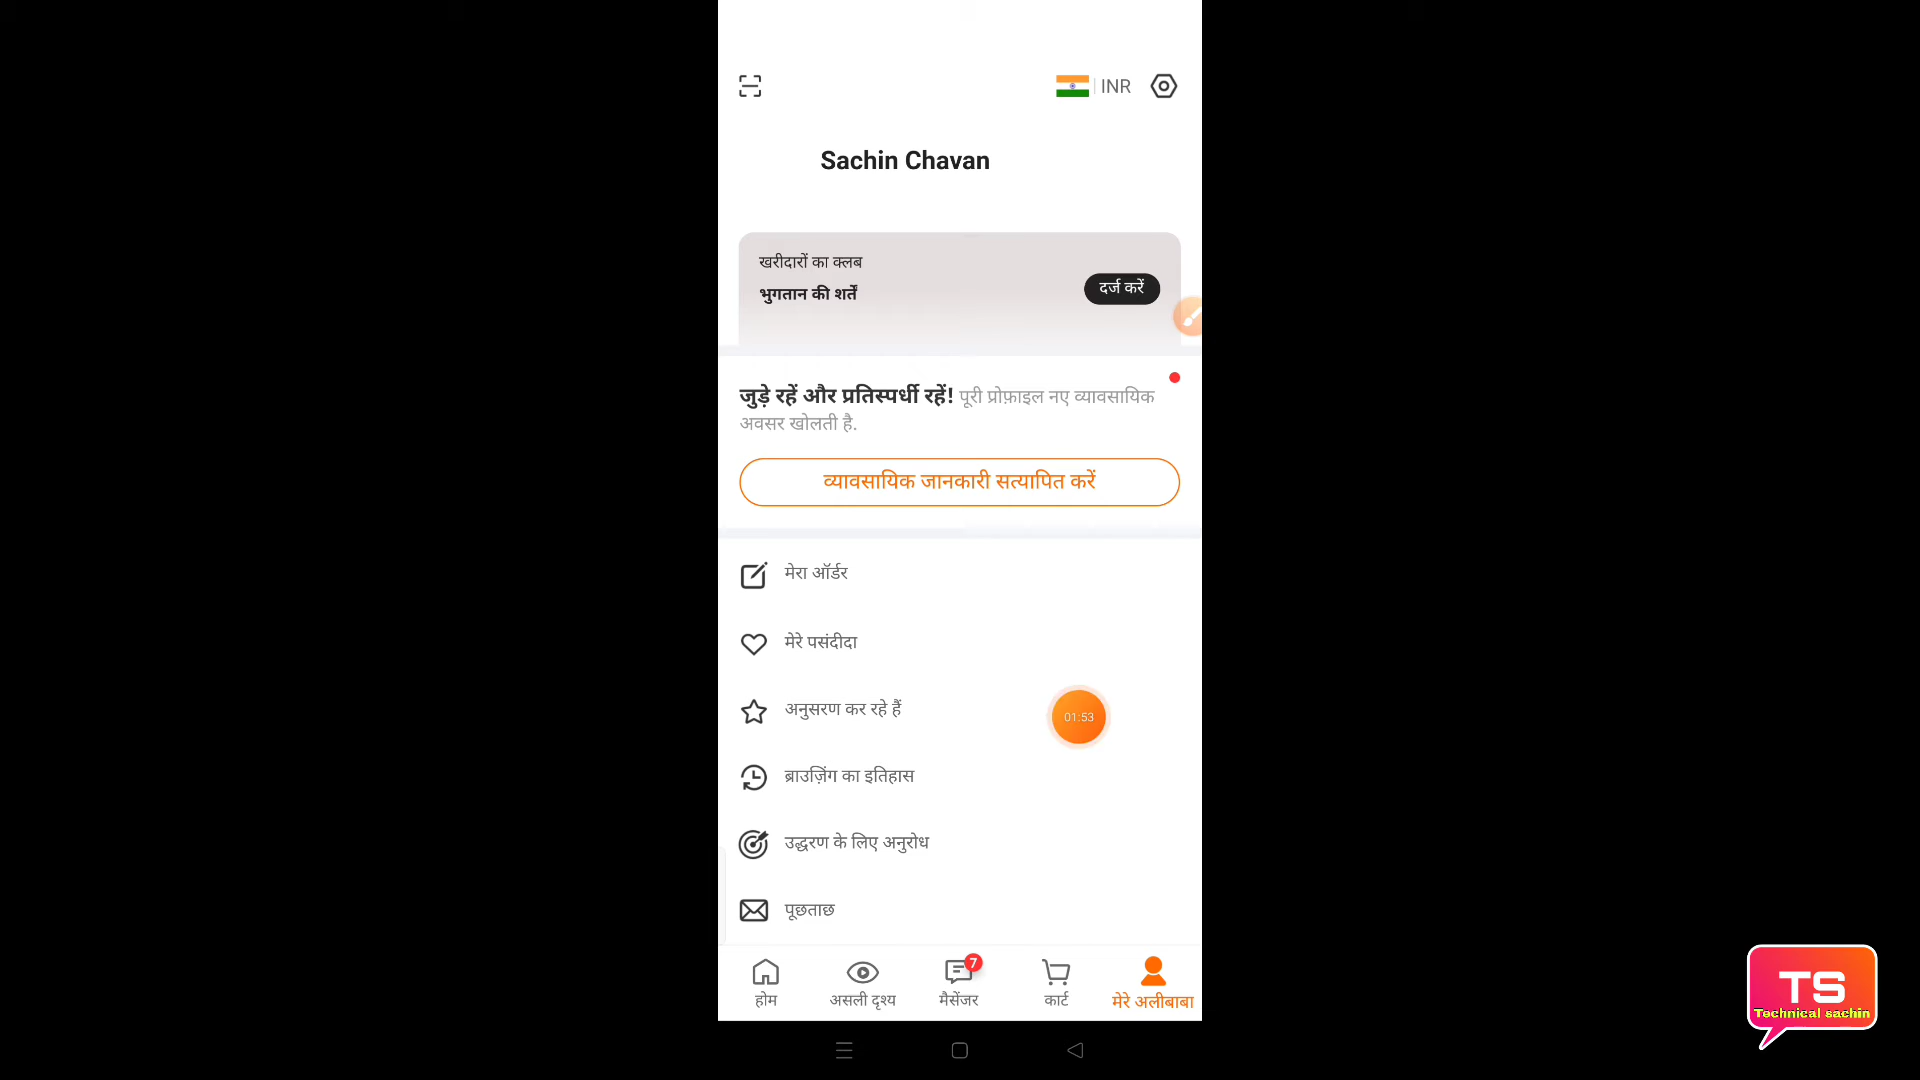 INR
Sachin Chavan
खरीदारों का क्लब
भुगतान की शर्तें
दर्ज करें
जुड़े रहें और प्रतिस्पर्धी रहें! पूरी प्रोफ़ाइल नए व्यावसायिक
अवसर खोलती है.
व्यावसायिक जानकारी सत्यापित करें
मेरा ऑर्डर
मेरे पसंदीदा
अनुसरण कर रहे हैं
01:53
ब्राउज़िंग का इतिहास
उद्धरण के लिए अनुरोध
पूछताछ
7
होम
असली दृश्य
मैसेंजर
कार्ट
मेरे अलीबाबा
TS
Technical sachin